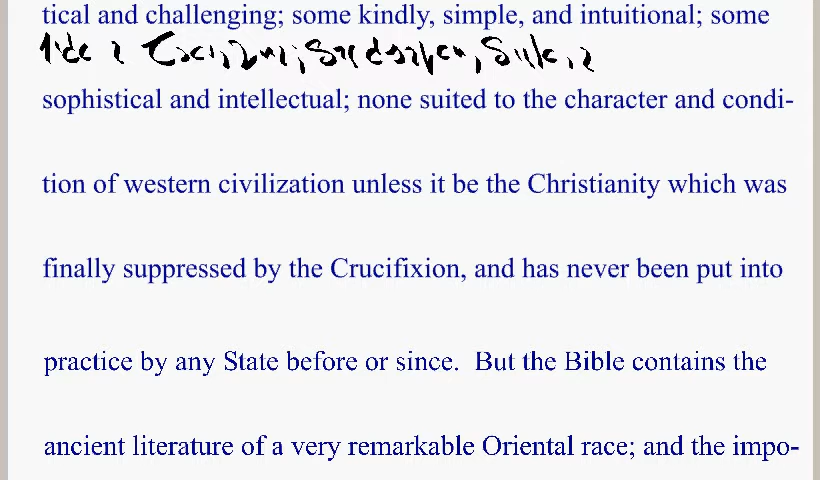 tical and challenging; some kindly, simple, and intuitional; some
sophistical and intellectual; none suited to the character and condi-
tion of western civilization unless it be the Christianity which was
finally suppressed by the Crucifixion, and has never been put into
practice by any State before or since.  But the Bible contains the
ancient literature of a very remarkable Oriental race; and the impo-